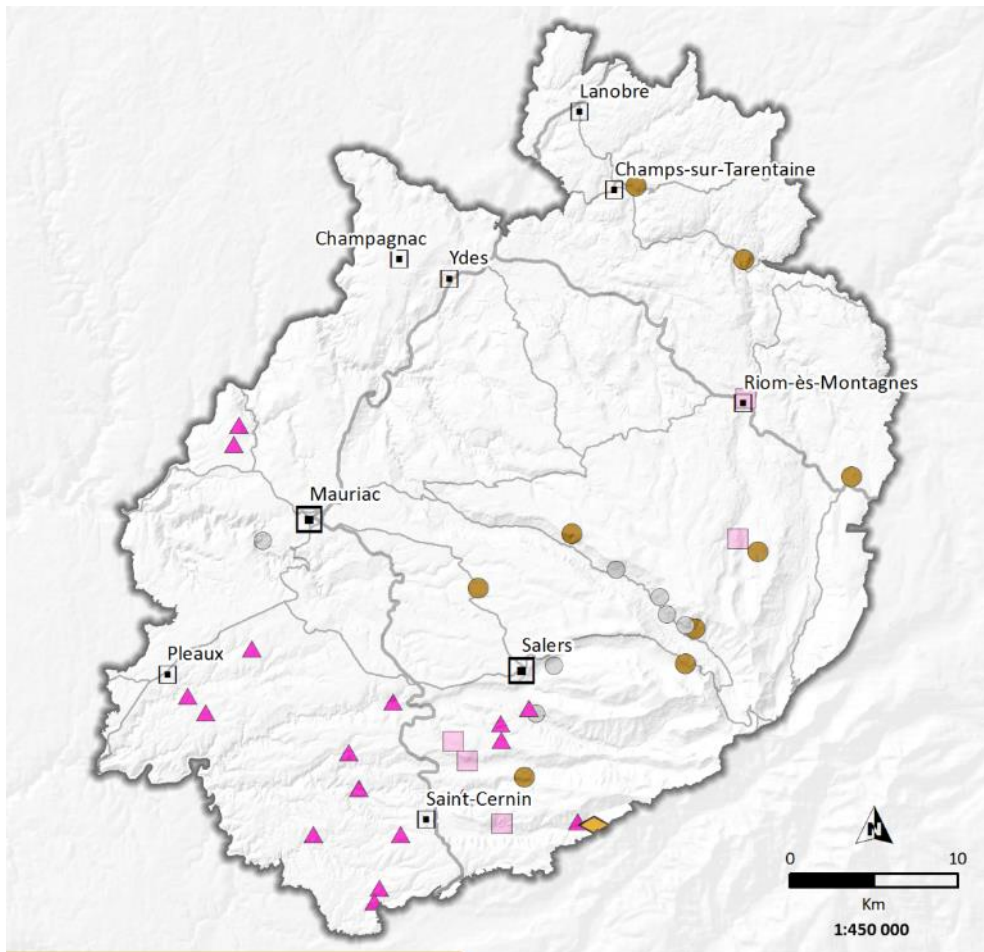 Lanobre
Champs-sur-Tarentaine
Champagnac
Ydes
Riom-ès-Montagnes
Mauriac
Pleaux
Salers
Saint-Cernin
N
0 10
Km
1:450 000